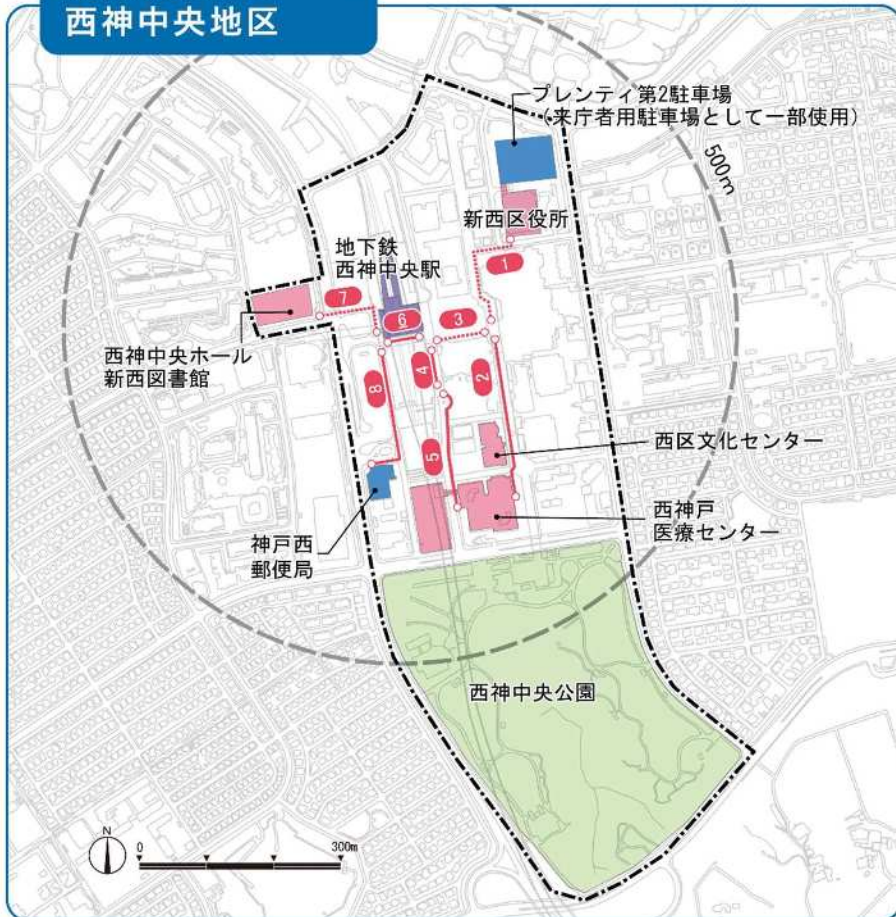 西神中央地区
プレンティ第2駐車場
(来庁者用駐車場として一部使用)
500m
新西区役所
地下鉄
西神中央駅
1
7
6
3
西神中央ホール
新西図書館
8
4
2
5
西区文化センター
西神戸
医療センター
神戸西
郵便局
西神中央公園
N
0
300m